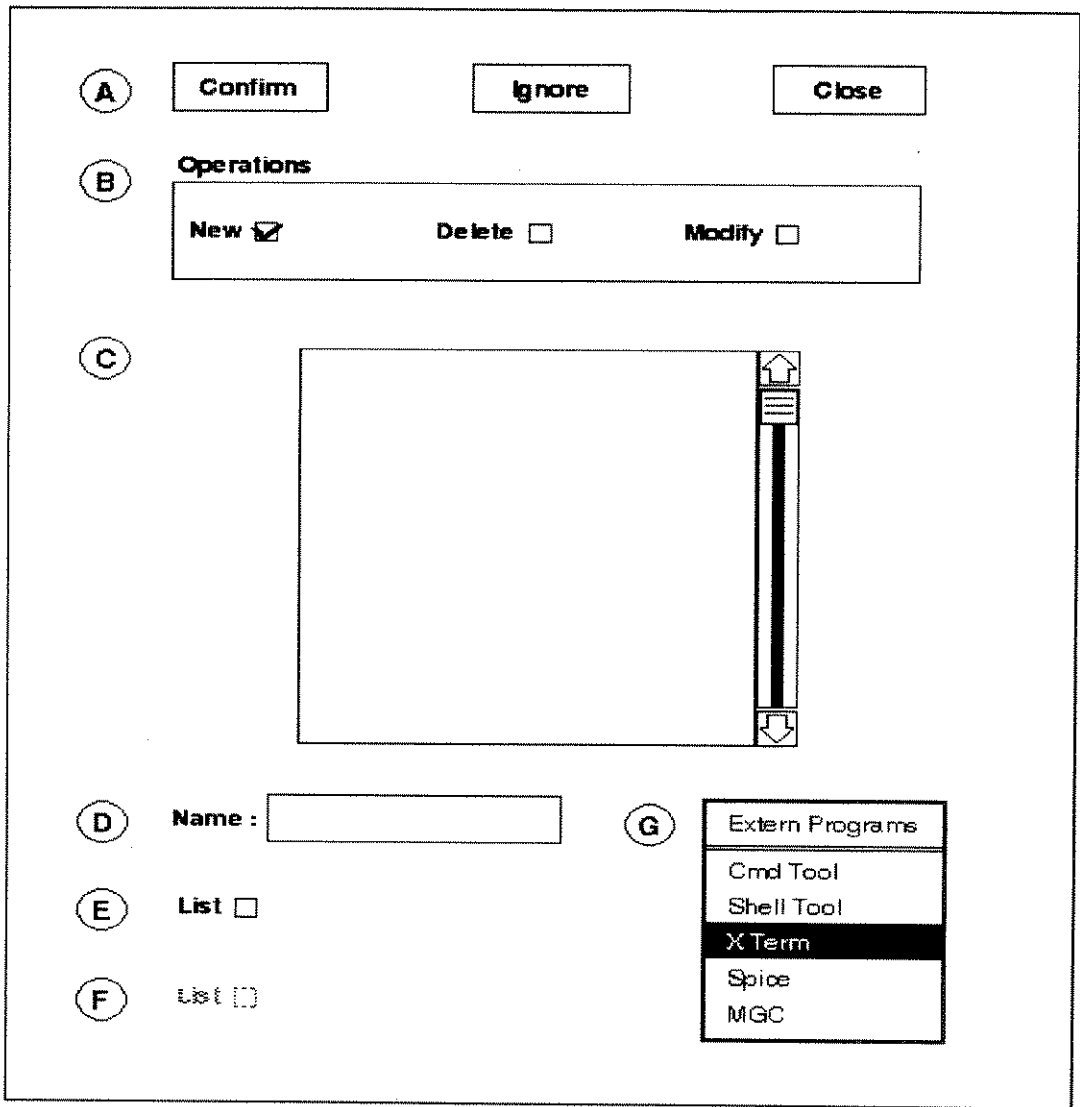 A Confirm Ignore Close
B Operations
New Delete Modify
C
D Name :
E List
F List
G Extern Programs
Cmd Tool
Shell Tool
X Term
Spice
MGC